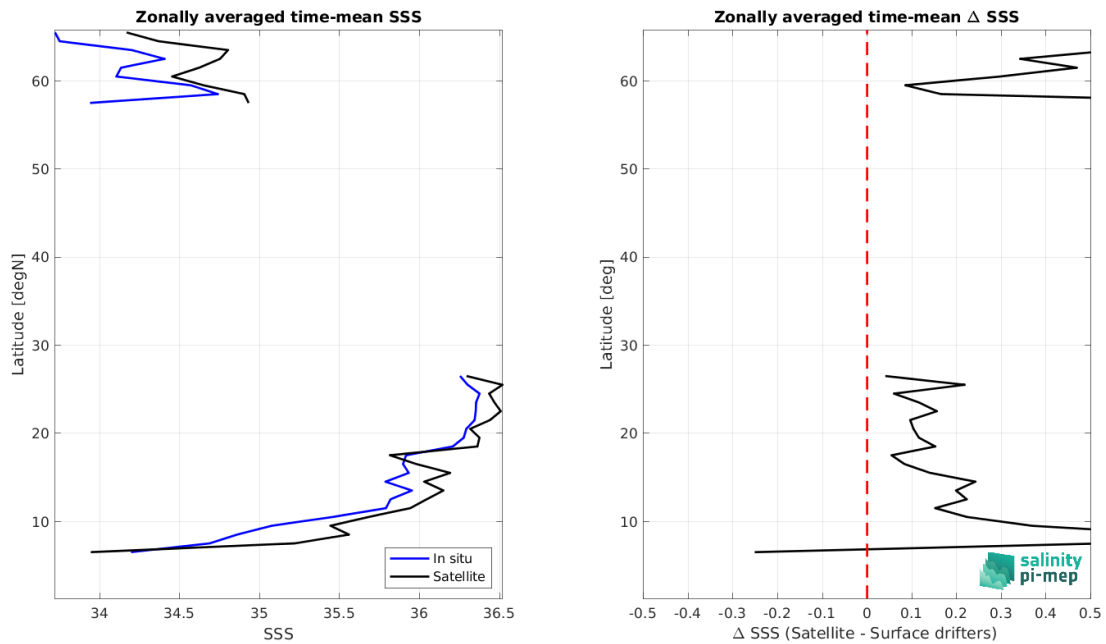 Zonally averaged time-mean SSS
60
50
40
30
20
10
Latitude [degN]
34
34.5
35
35.5
36
36.5
SSS
In situ
Satellite
Zonally averaged time-mean Δ SSS
60
50
40
30
20
10
Latitude [deg]
-0.5
-0.4
-0.3
-0.2
-0.1
0
0.1
0.2
0.3
0.4
0.5
Δ SSS (Satellite - Surface drifters)
salinity
pi-mep